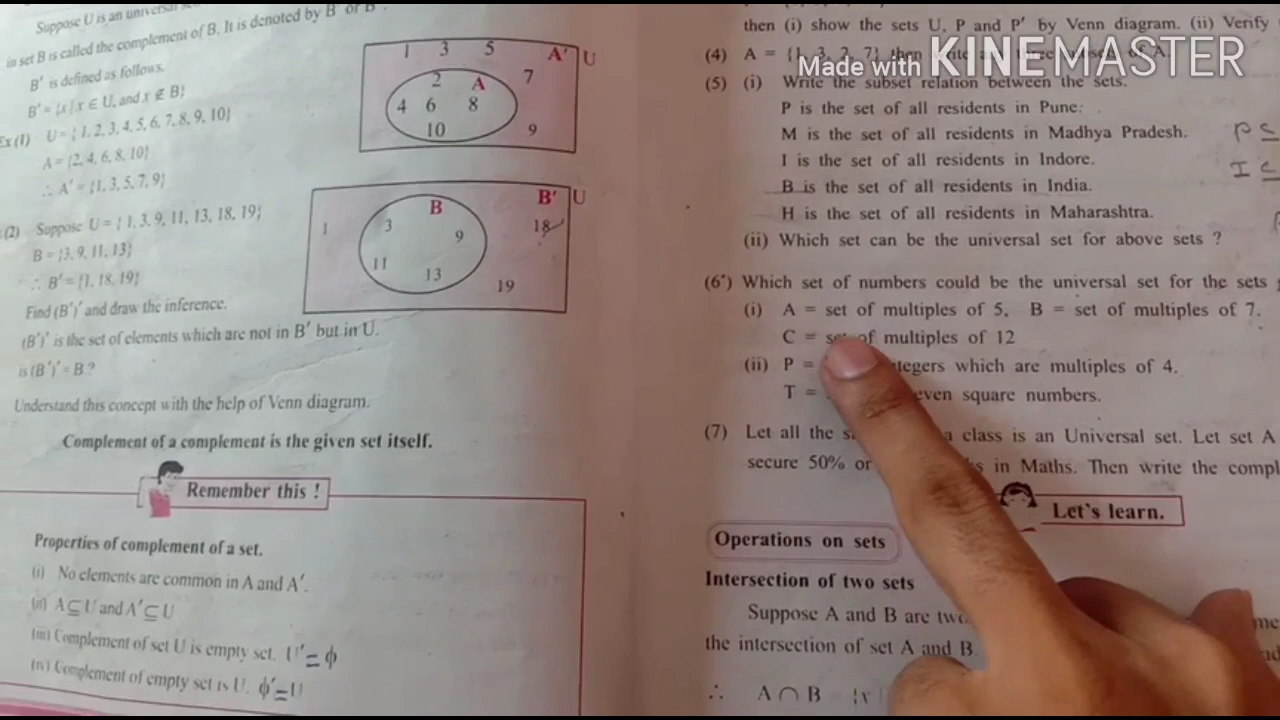 Suppose U is an universal
in set B is called the complement of B. It is denoted by B′ or B
B′ is defined as follows.
B′ = {x | x ∈ U, and x ∉ B}
Ex (1) U = { 1, 2, 3, 4, 5, 6, 7, 8, 9, 10}
A = {2, 4, 6, 8, 10}
∴ A′ = {1, 3, 5, 7, 9}
1 3 5 A′ U
2 A 7
4 6 8
10 9
(2) Suppose U = { 1, 3, 9, 11, 13, 18, 19}
B = {3, 9, 11, 13}
∴ B′ = {1, 18, 19}
Find (B′)′ and draw the inference.
(B′)′ is the set of elements which are not in B′ but in U.
is (B′)′ = B ?
B B′ U
1 3 9 18
11 13 19
Understand this concept with the help of Venn diagram.
Complement of a complement is the given set itself.
Remember this !
Properties of complement of a set.
(i) No elements are common in A and A′.
(ii) A ⊆ U and A′ ⊆ U
(iii) Complement of set U is empty set. U′ = ϕ
(iv) Complement of empty set is U. ϕ′ = U
then (i) show the sets U, P and P′ by Venn diagram. (ii) Verify
Made with KINEMASTER
(4) A = {1, 3, 2, 7} then
(5) (i) Write the subset relation between the sets.
P is the set of all residents in Pune.
M is the set of all residents in Madhya Pradesh.
I is the set of all residents in Indore.
B is the set of all residents in India.
H is the set of all residents in Maharashtra.
P ⊆
I ⊆
(ii) Which set can be the universal set for above sets ?
(6*) Which set of numbers could be the universal set for the sets
(i) A = set of multiples of 5, B = set of multiples of 7.
C = set of multiples of 12
(ii) P = which are multiples of 4.
T = even square numbers.
(7) Let all the a class is an Universal set. Let set A
secure 50% or in Maths. Then write the
Let's learn.
Operations on sets
Intersection of two sets
Suppose A and B are two
the intersection of set A and B
∴ A ∩ B {x